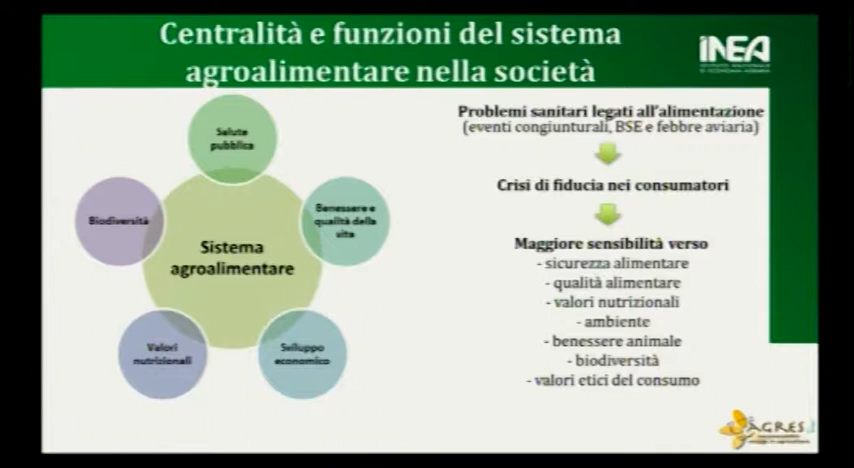 Centralità e funzioni del sistema
agroalimentare nella società
INEA
Salute
pubblica
Biodiversità
Benessere e
qualità della
vita
Sistema
agroalimentare
Valori
nutrizionali
Sviluppo
economico
Problemi sanitari legati all'alimentazione
(eventi congiunturali, BSE e febbre aviaria)
Crisi di fiducia nei consumatori
Maggiore sensibilità verso
- sicurezza alimentare
- qualità alimentare
- valori nutrizionali
- ambiente
- benessere animale
- biodiversità
- valori etici del consumo
AGRES